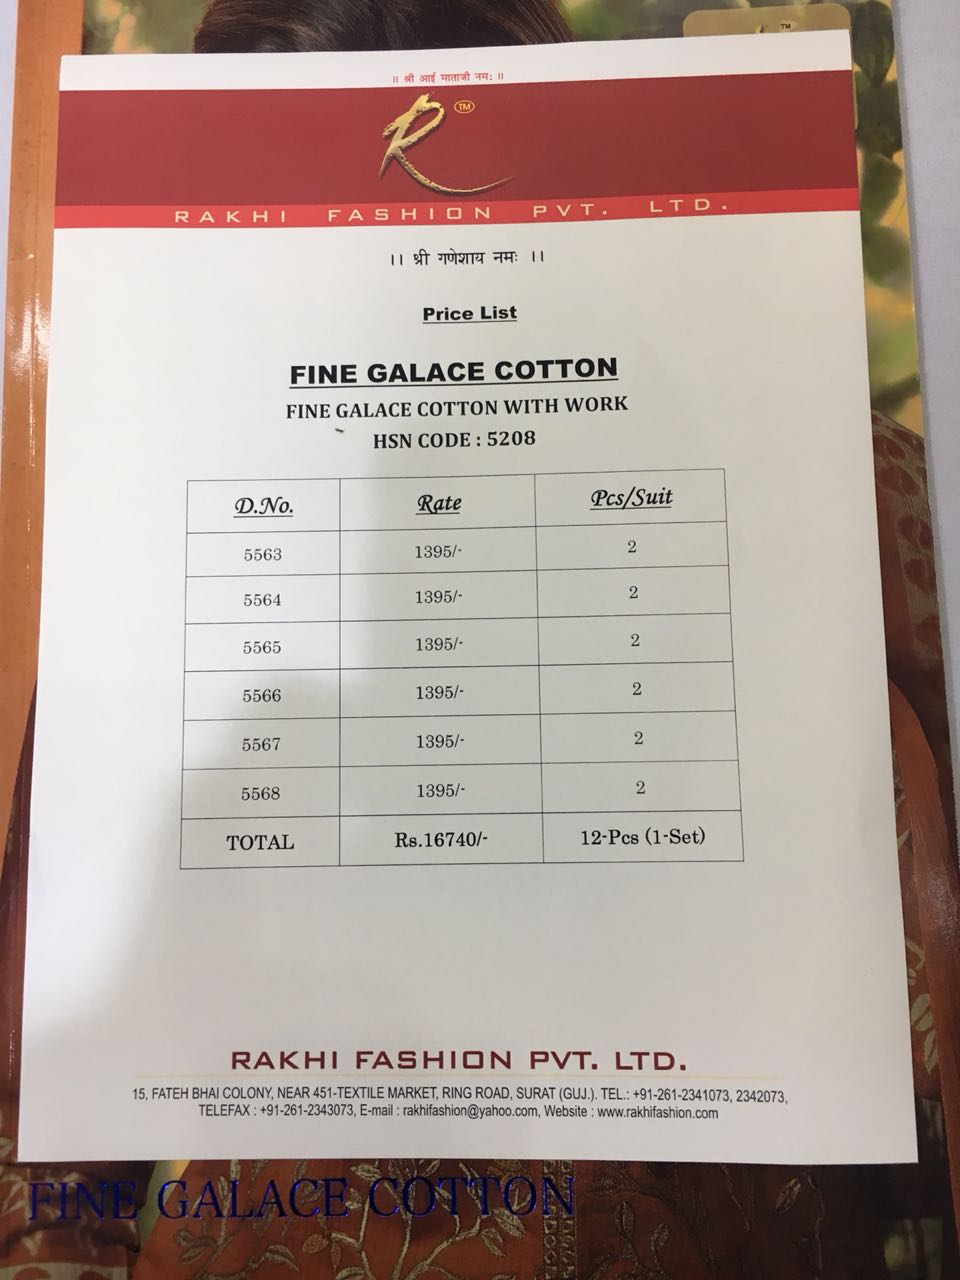 TM
॥ श्री आई माताजी नमः ॥
R TM
RAKHI FASHION PVT. LTD.
।। श्री गणेशाय नमः ।।
Price List
FINE GALACE COTTON
FINE GALACE COTTON WITH WORK
HSN CODE : 5208
D.No. Rate Pcs/Suit
5563 1395/- 2
5564 1395/- 2
5565 1395/- 2
5566 1395/- 2
5567 1395/- 2
5568 1395/- 2
TOTAL Rs.16740/- 12-Pcs (1-Set)
RAKHI FASHION PVT. LTD.
15, FATEH BHAI COLONY, NEAR 451-TEXTILE MARKET, RING ROAD, SURAT (GUJ.). TEL.: +91-261-2341073, 2342073,
TELEFAX : +91-261-2343073, E-mail : rakhifashion@yahoo.com, Website : www.rakhifashion.com
FINE GALACE COTTON